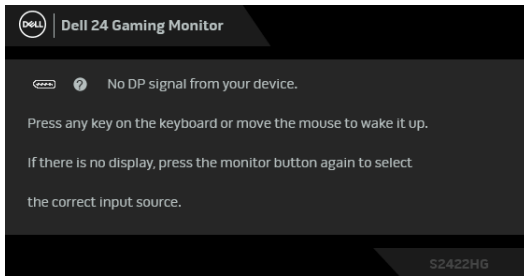 DELL
Dell 24 Gaming Monitor
No DP signal from your device.
Press any key on the keyboard or move the mouse to wake it up.
If there is no display, press the monitor button again to select
the correct input source.
S2422HG